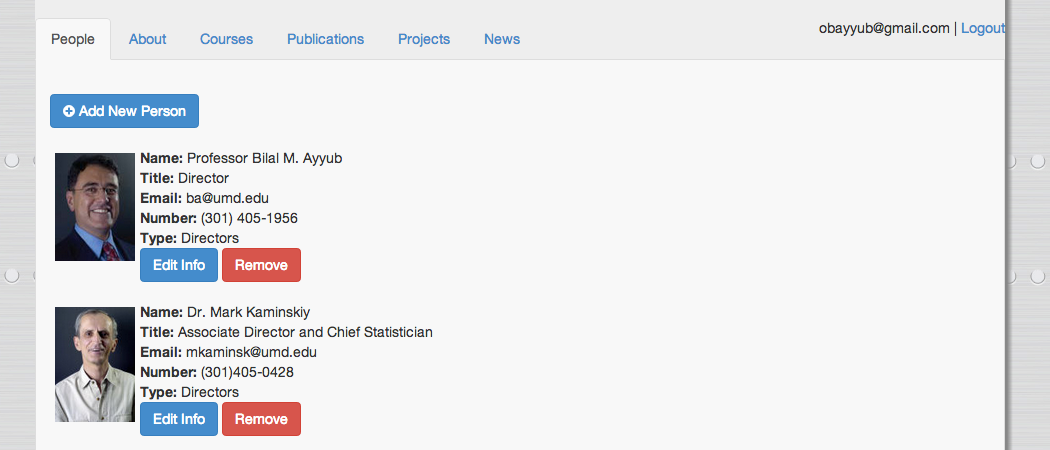 People About Courses Publications Projects News obayyub@gmail.com | Logout
Add New Person
Name: Professor Bilal M. Ayyub
Title: Director
Email: ba@umd.edu
Number: (301) 405-1956
Type: Directors
Edit Info Remove
Name: Dr. Mark Kaminskiy
Title: Associate Director and Chief Statistician
Email: mkaminsk@umd.edu
Number: (301)405-0428
Type: Directors
Edit Info Remove